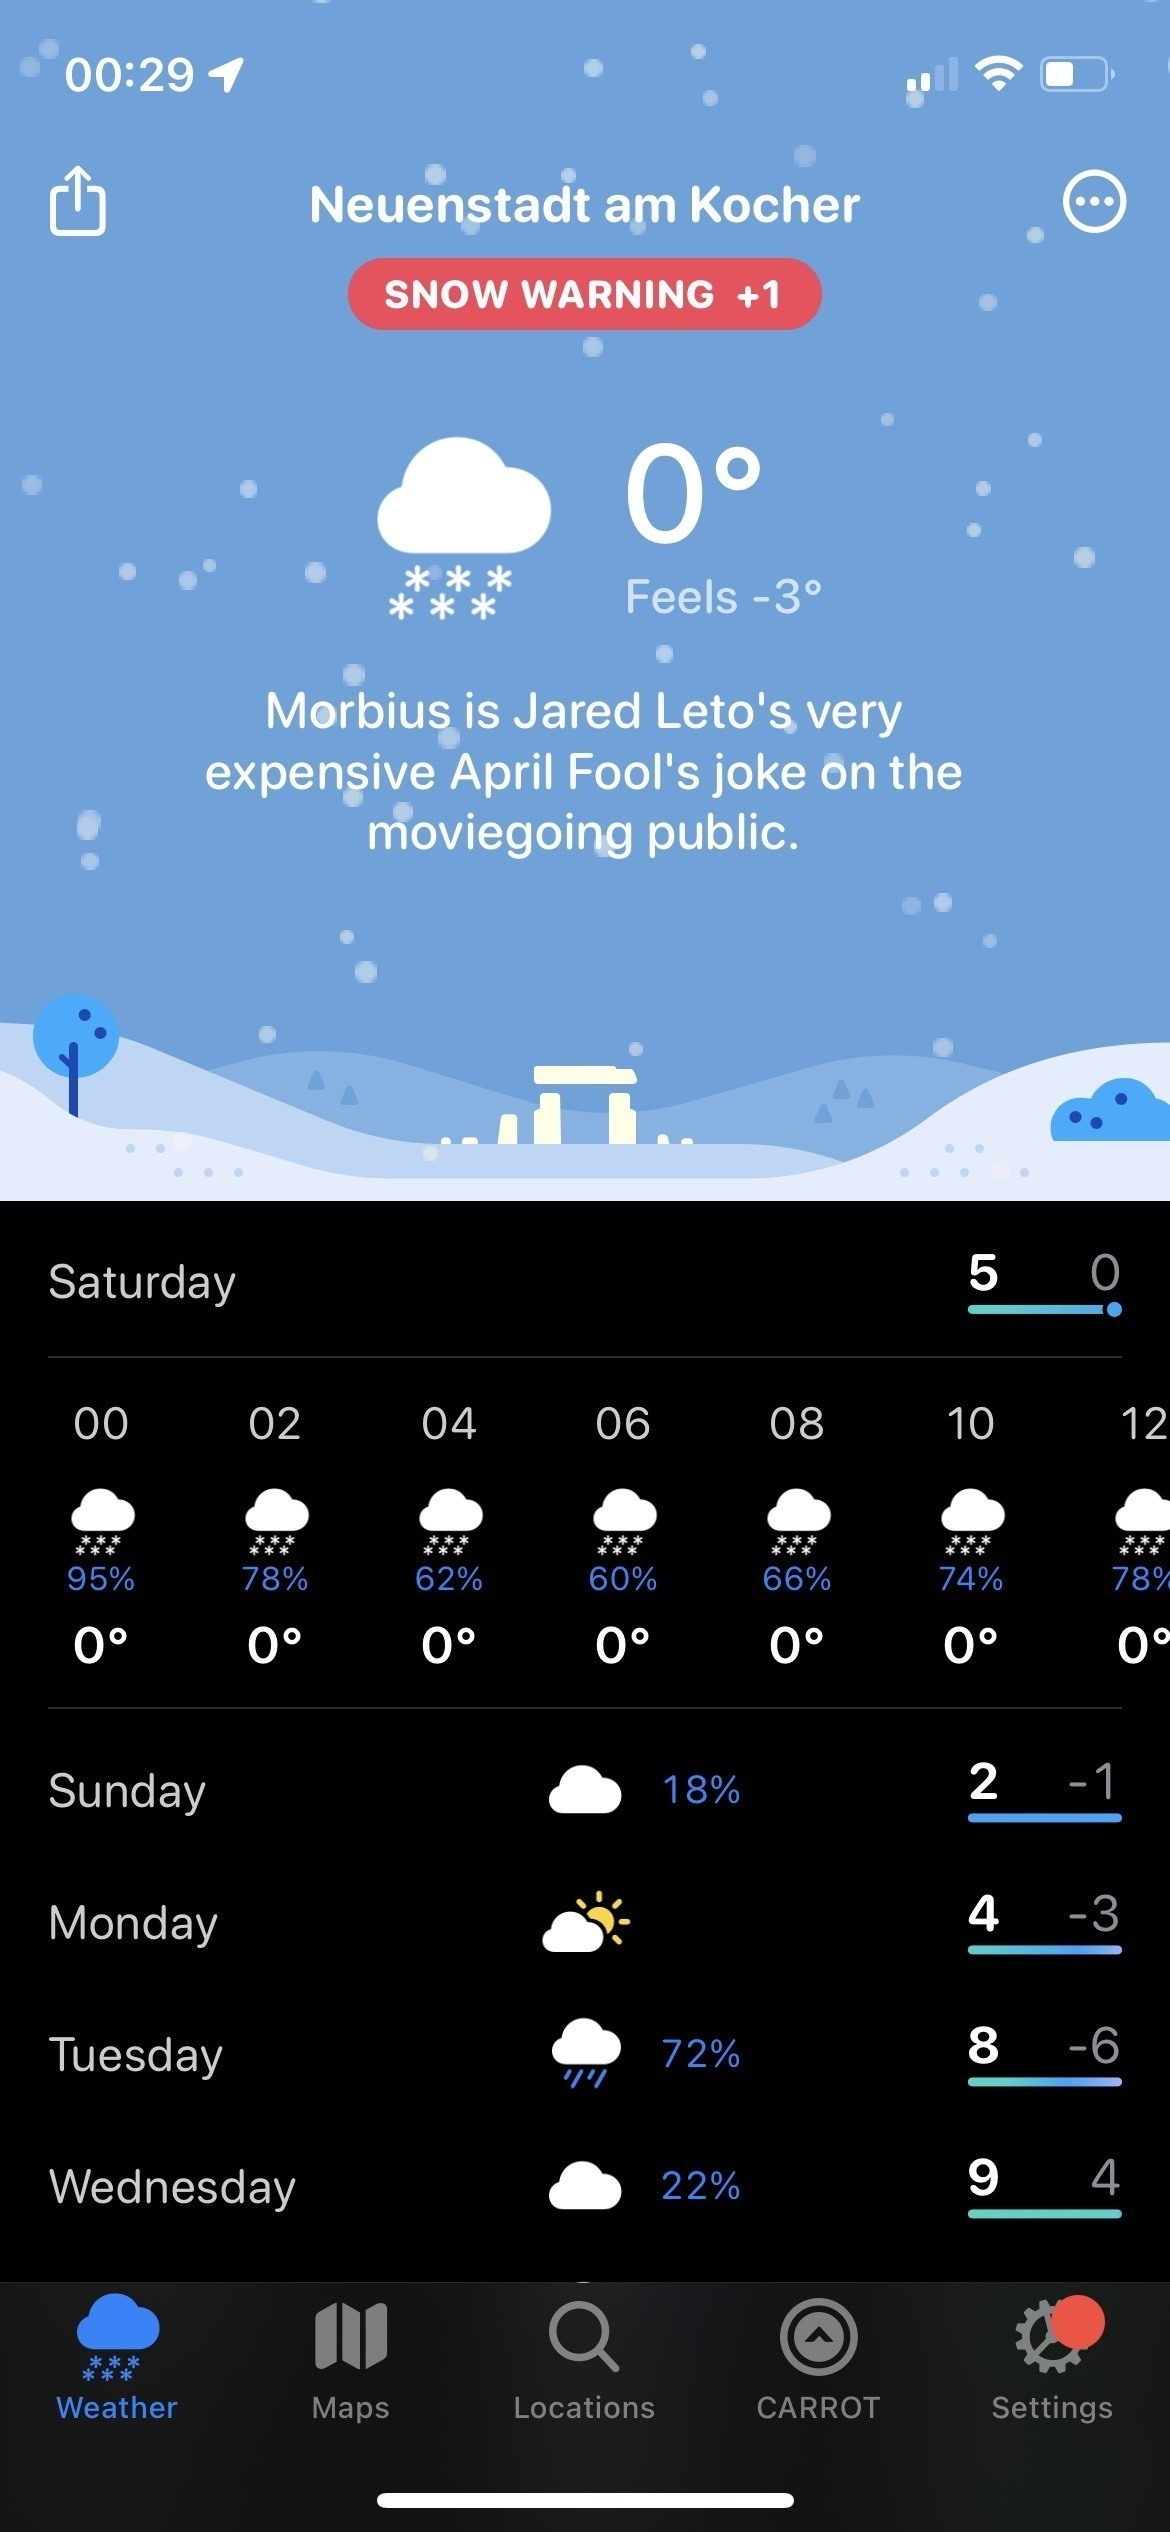 00:29
Neuenstadt am Kocher
SNOW WARNING +1
0°
Feels -3°
Morbius is Jared Leto's very
expensive April Fool's joke on the
moviegoing public.
Saturday 5 0
00 02 04 06 08 10 12
95% 78% 62% 60% 66% 74% 78%
0° 0° 0° 0° 0° 0° 0°
Sunday 18% 2 -1
Monday 4 -3
Tuesday 72% 8 -6
Wednesday 22% 9 4
Weather Maps Locations CARROT Settings